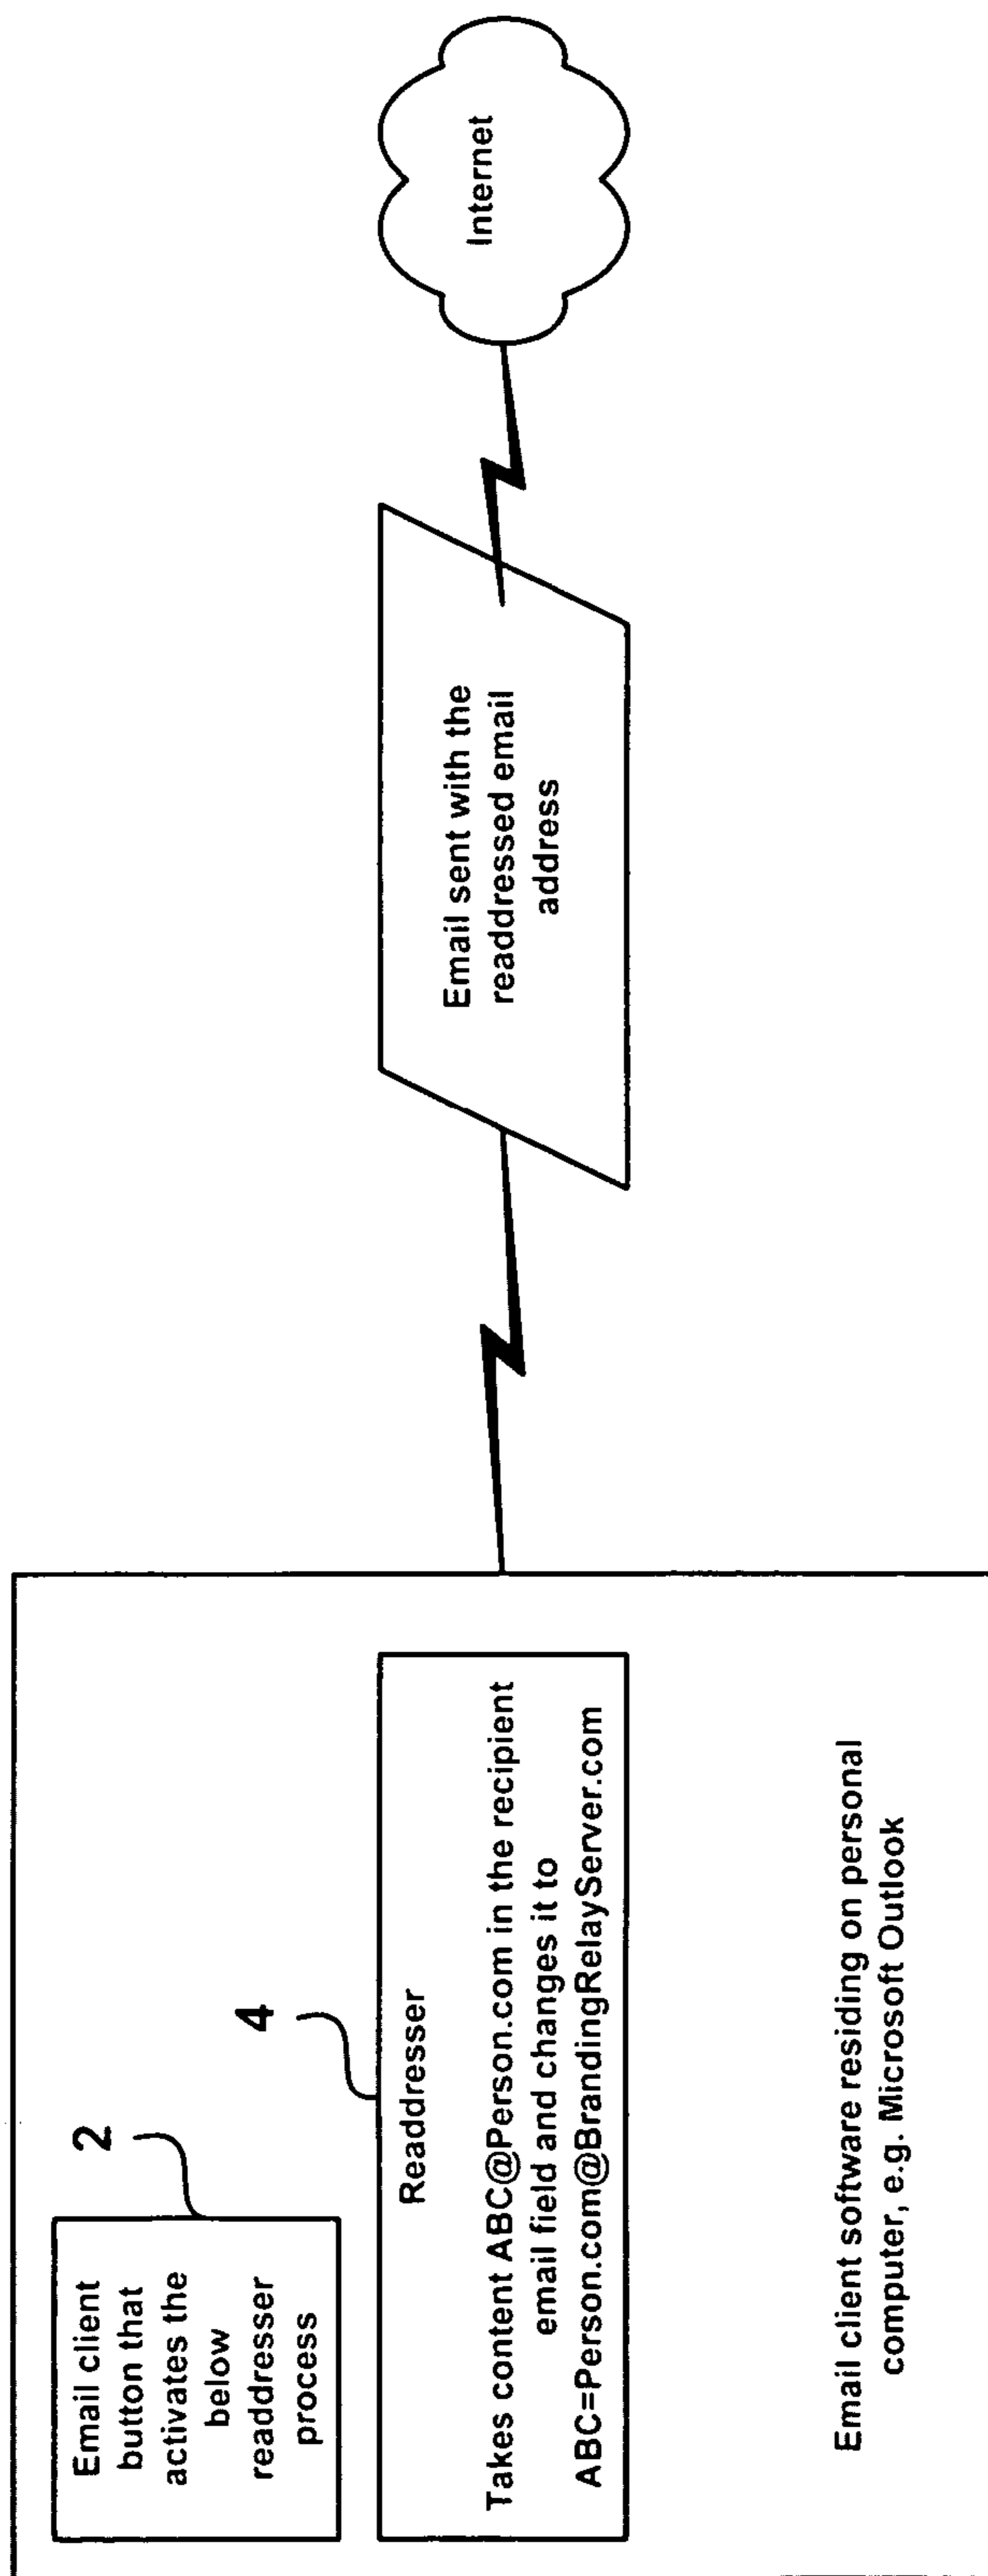 Email client
button that
activates the
below
readdresser
process
2
4
Readdresser
Takes content ABC@Person.com in the recipient
email field and changes it to
ABC=Person.com@BrandingRelayServer.com
Email client software residing on personal
computer, e.g. Microsoft Outlook
Email sent with the
readdressed email
address
Internet